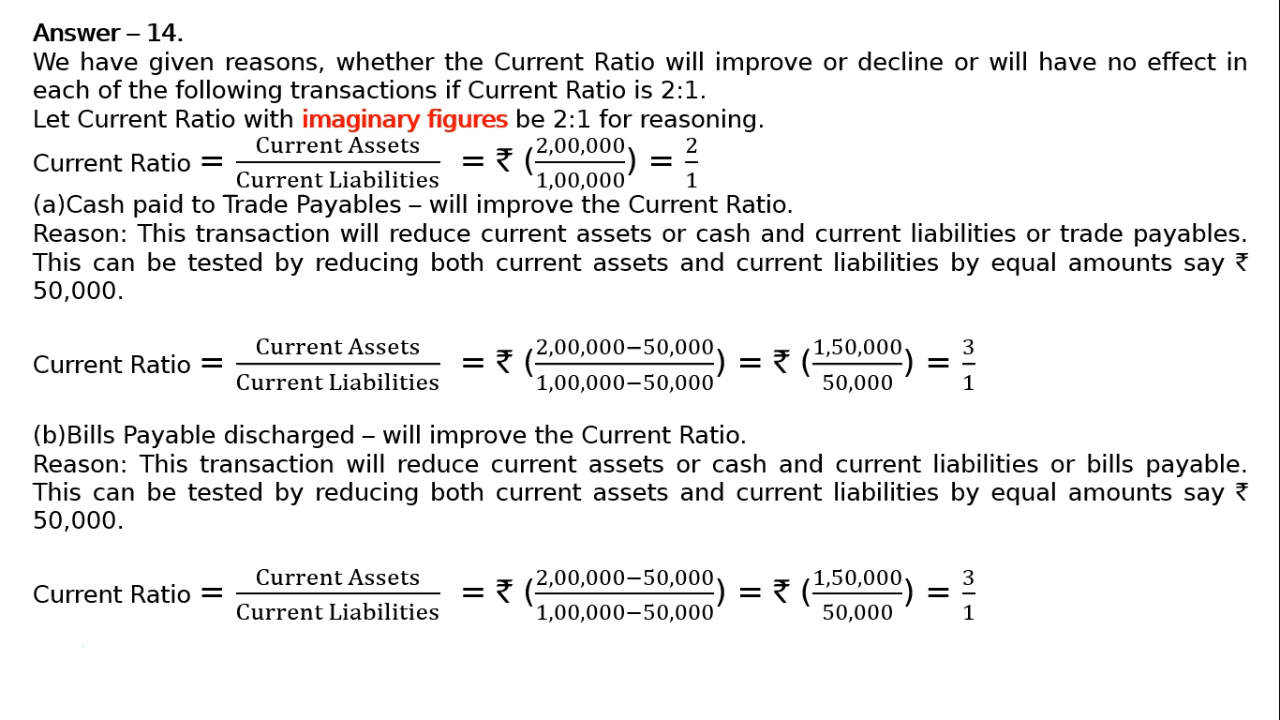 Answer – 14.
We have given reasons, whether the Current Ratio will improve or decline or will have no effect in
each of the following transactions if Current Ratio is 2:1.
Let Current Ratio with imaginary figures be 2:1 for reasoning.
Current Ratio = Current Assets / Current Liabilities = ₹ (2,00,000 / 1,00,000) = 2 / 1
(a)Cash paid to Trade Payables – will improve the Current Ratio.
Reason: This transaction will reduce current assets or cash and current liabilities or trade payables.
This can be tested by reducing both current assets and current liabilities by equal amounts say ₹
50,000.
Current Ratio = Current Assets / Current Liabilities = ₹ (2,00,000−50,000 / 1,00,000−50,000) = ₹ (1,50,000 / 50,000) = 3 / 1
(b)Bills Payable discharged – will improve the Current Ratio.
Reason: This transaction will reduce current assets or cash and current liabilities or bills payable.
This can be tested by reducing both current assets and current liabilities by equal amounts say ₹
50,000.
Current Ratio = Current Assets / Current Liabilities = ₹ (2,00,000−50,000 / 1,00,000−50,000) = ₹ (1,50,000 / 50,000) = 3 / 1